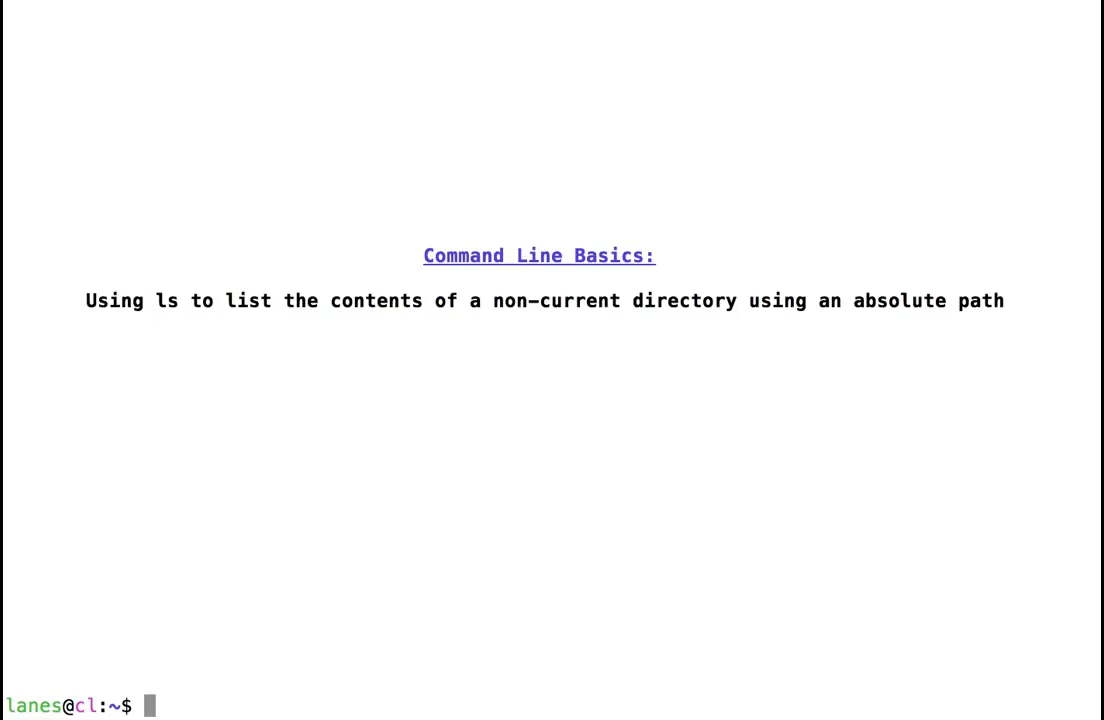 Command Line Basics:
Using ls to list the contents of a non-current directory using an absolute path
lanes@cl:~$